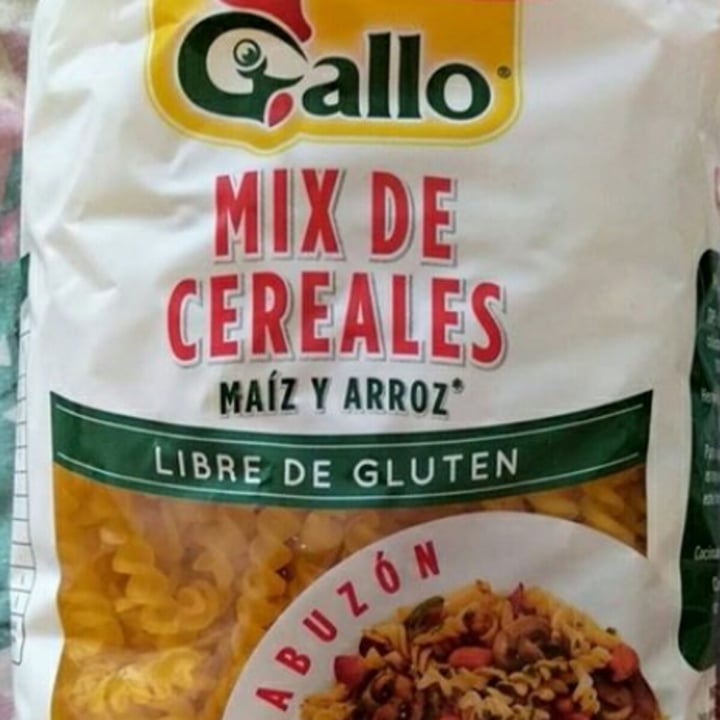 Gallo®
MIX DE
CEREALES
MAÍZ Y ARROZ*
LIBRE DE GLUTEN
ABUZÓN